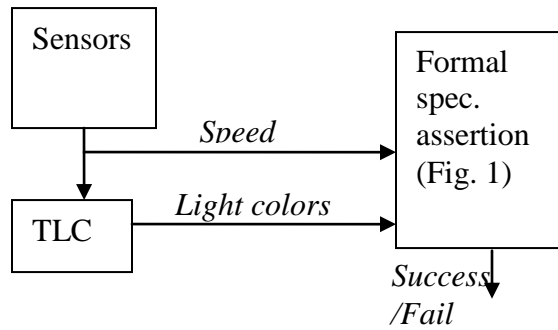 Sensors
Formal
spec.
assertion
(Fig. 1)
Speed
Light colors
TLC
Success
/Fail